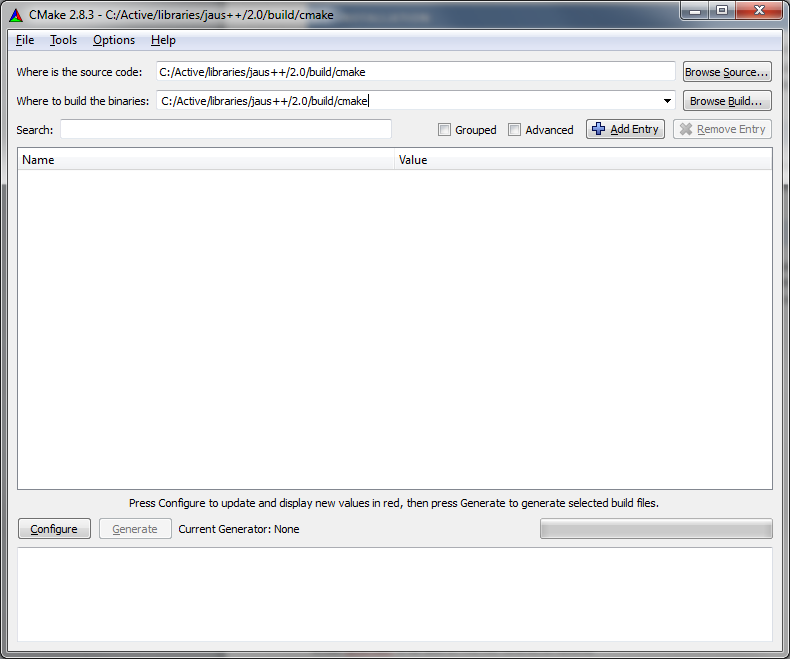 CMake 2.8.3 - C:/Active/libraries/jaus++/2.0/build/cmake
File Tools Options Help
Where is the source code: C:/Active/libraries/jaus++/2.0/build/cmake Browse Source...
Where to build the binaries: C:/Active/libraries/jaus++/2.0/build/cmake Browse Build...
Search: Grouped Advanced Add Entry Remove Entry
Name Value
Press Configure to update and display new values in red, then press Generate to generate selected build files.
Configure Generate Current Generator: None